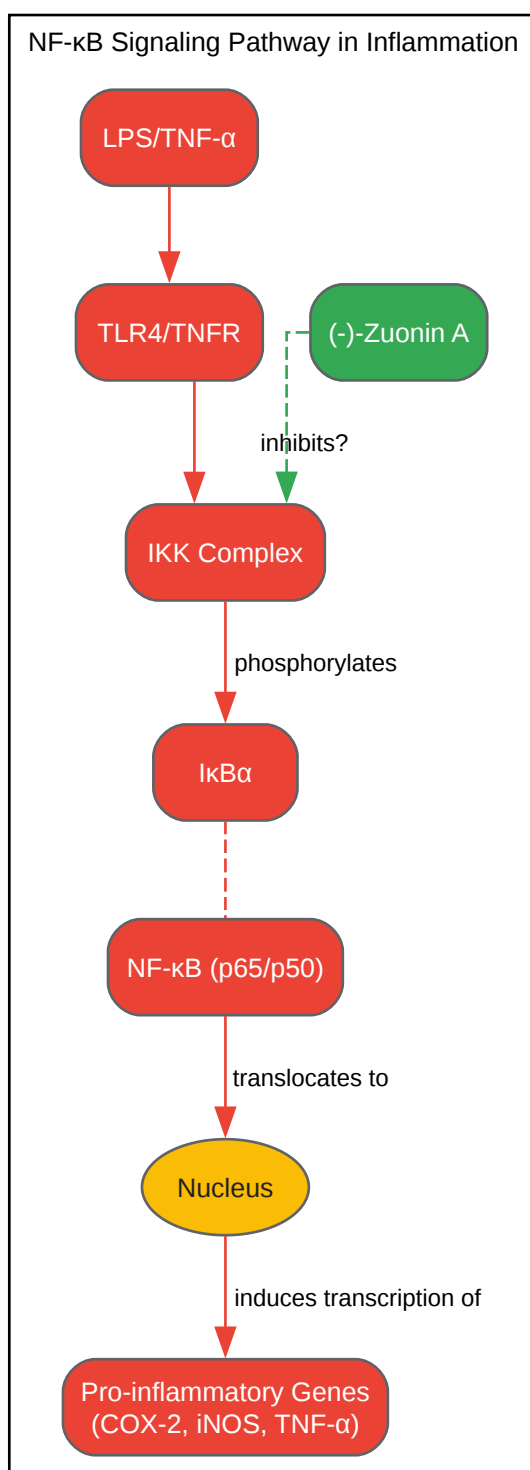 NF-κB Signaling Pathway in Inflammation
LPS/TNF-α
TLR4/TNFR
(-)-Zuonin A
inhibits?
IKK Complex
phosphorylates
IκBα
NF-κB (p65/p50)
translocates to
Nucleus
induces transcription of
Pro-inflammatory Genes
(COX-2, iNOS, TNF-α)